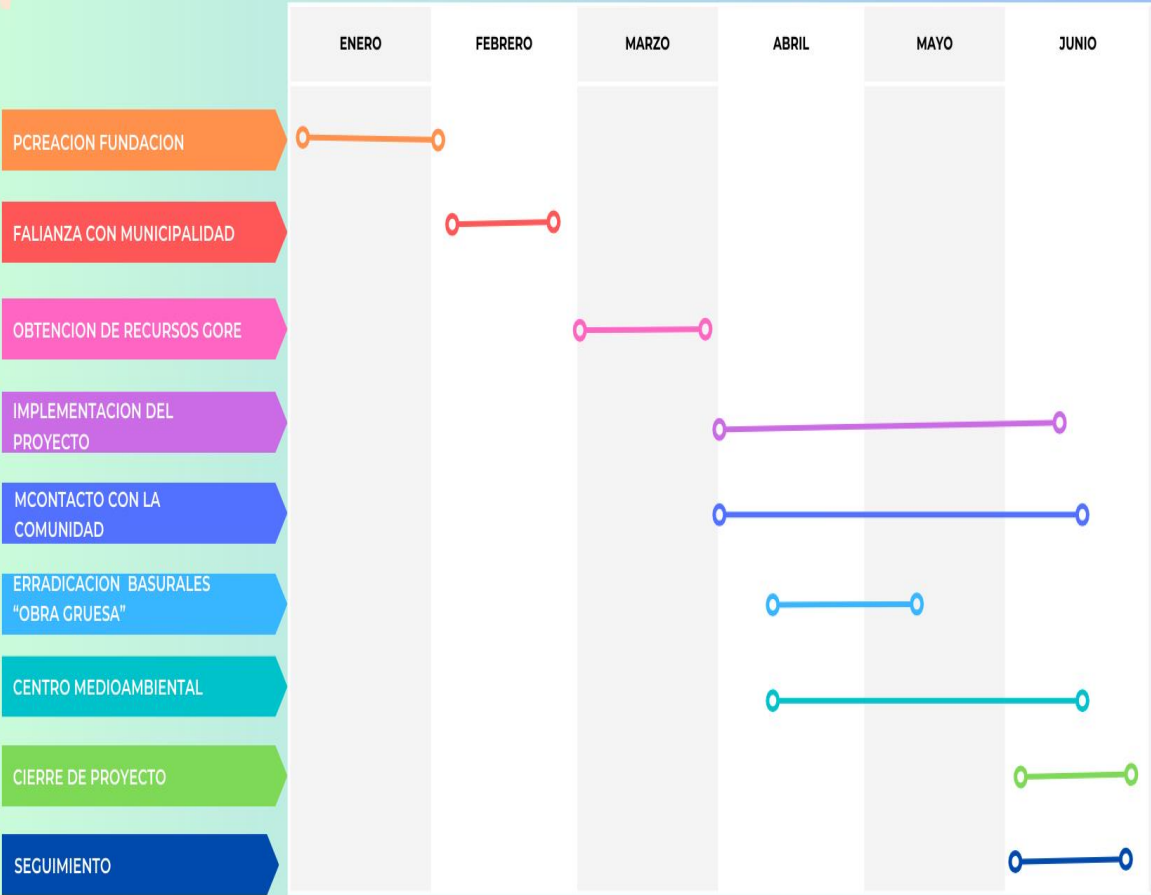 ENERO FEBRERO MARZO ABRIL MAYO JUNIO
PCREACION FUNDACION
FALIANZA CON MUNICIPALIDAD
OBTENCION DE RECURSOS GORE
IMPLEMENTACION DEL
PROYECTO
MCONTACTO CON LA
COMUNIDAD
ERRADICACION BASURALES
“OBRA GRUESA”
CENTRO MEDIOAMBIENTAL
CIERRE DE PROYECTO
SEGUIMIENTO